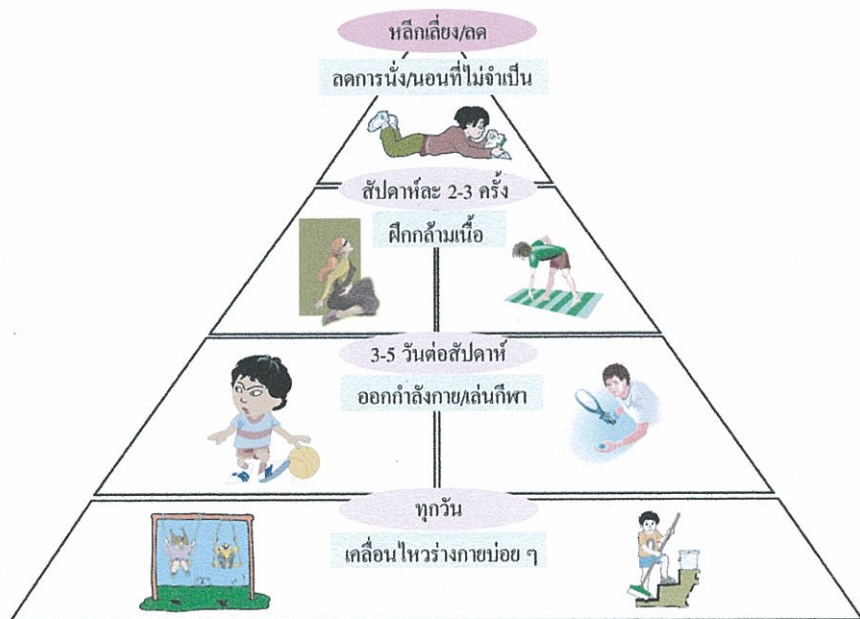 หลีกเลี่ยง/ลด
ลดการนั่ง/นอนที่ไม่จำเป็น
สัปดาห์ละ 2-3 ครั้ง
ฝึกกล้ามเนื้อ
3-5 วันต่อสัปดาห์
ออกกำลังกาย/เล่นกีฬา
ทุกวัน
เคลื่อนไหวร่างกายบ่อย ๆ